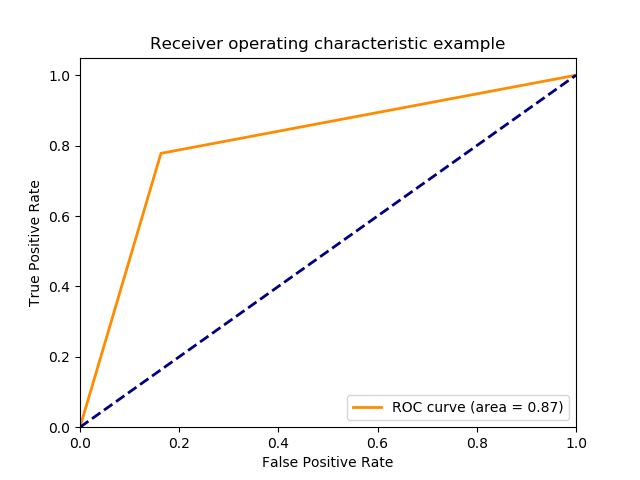 Receiver operating characteristic example
1.0
0.8
0.6
0.4
0.2
0.0
True Positive Rate
ROC curve (area = 0.87)
0.0 0.2 0.4 0.6 0.8 1.0
False Positive Rate